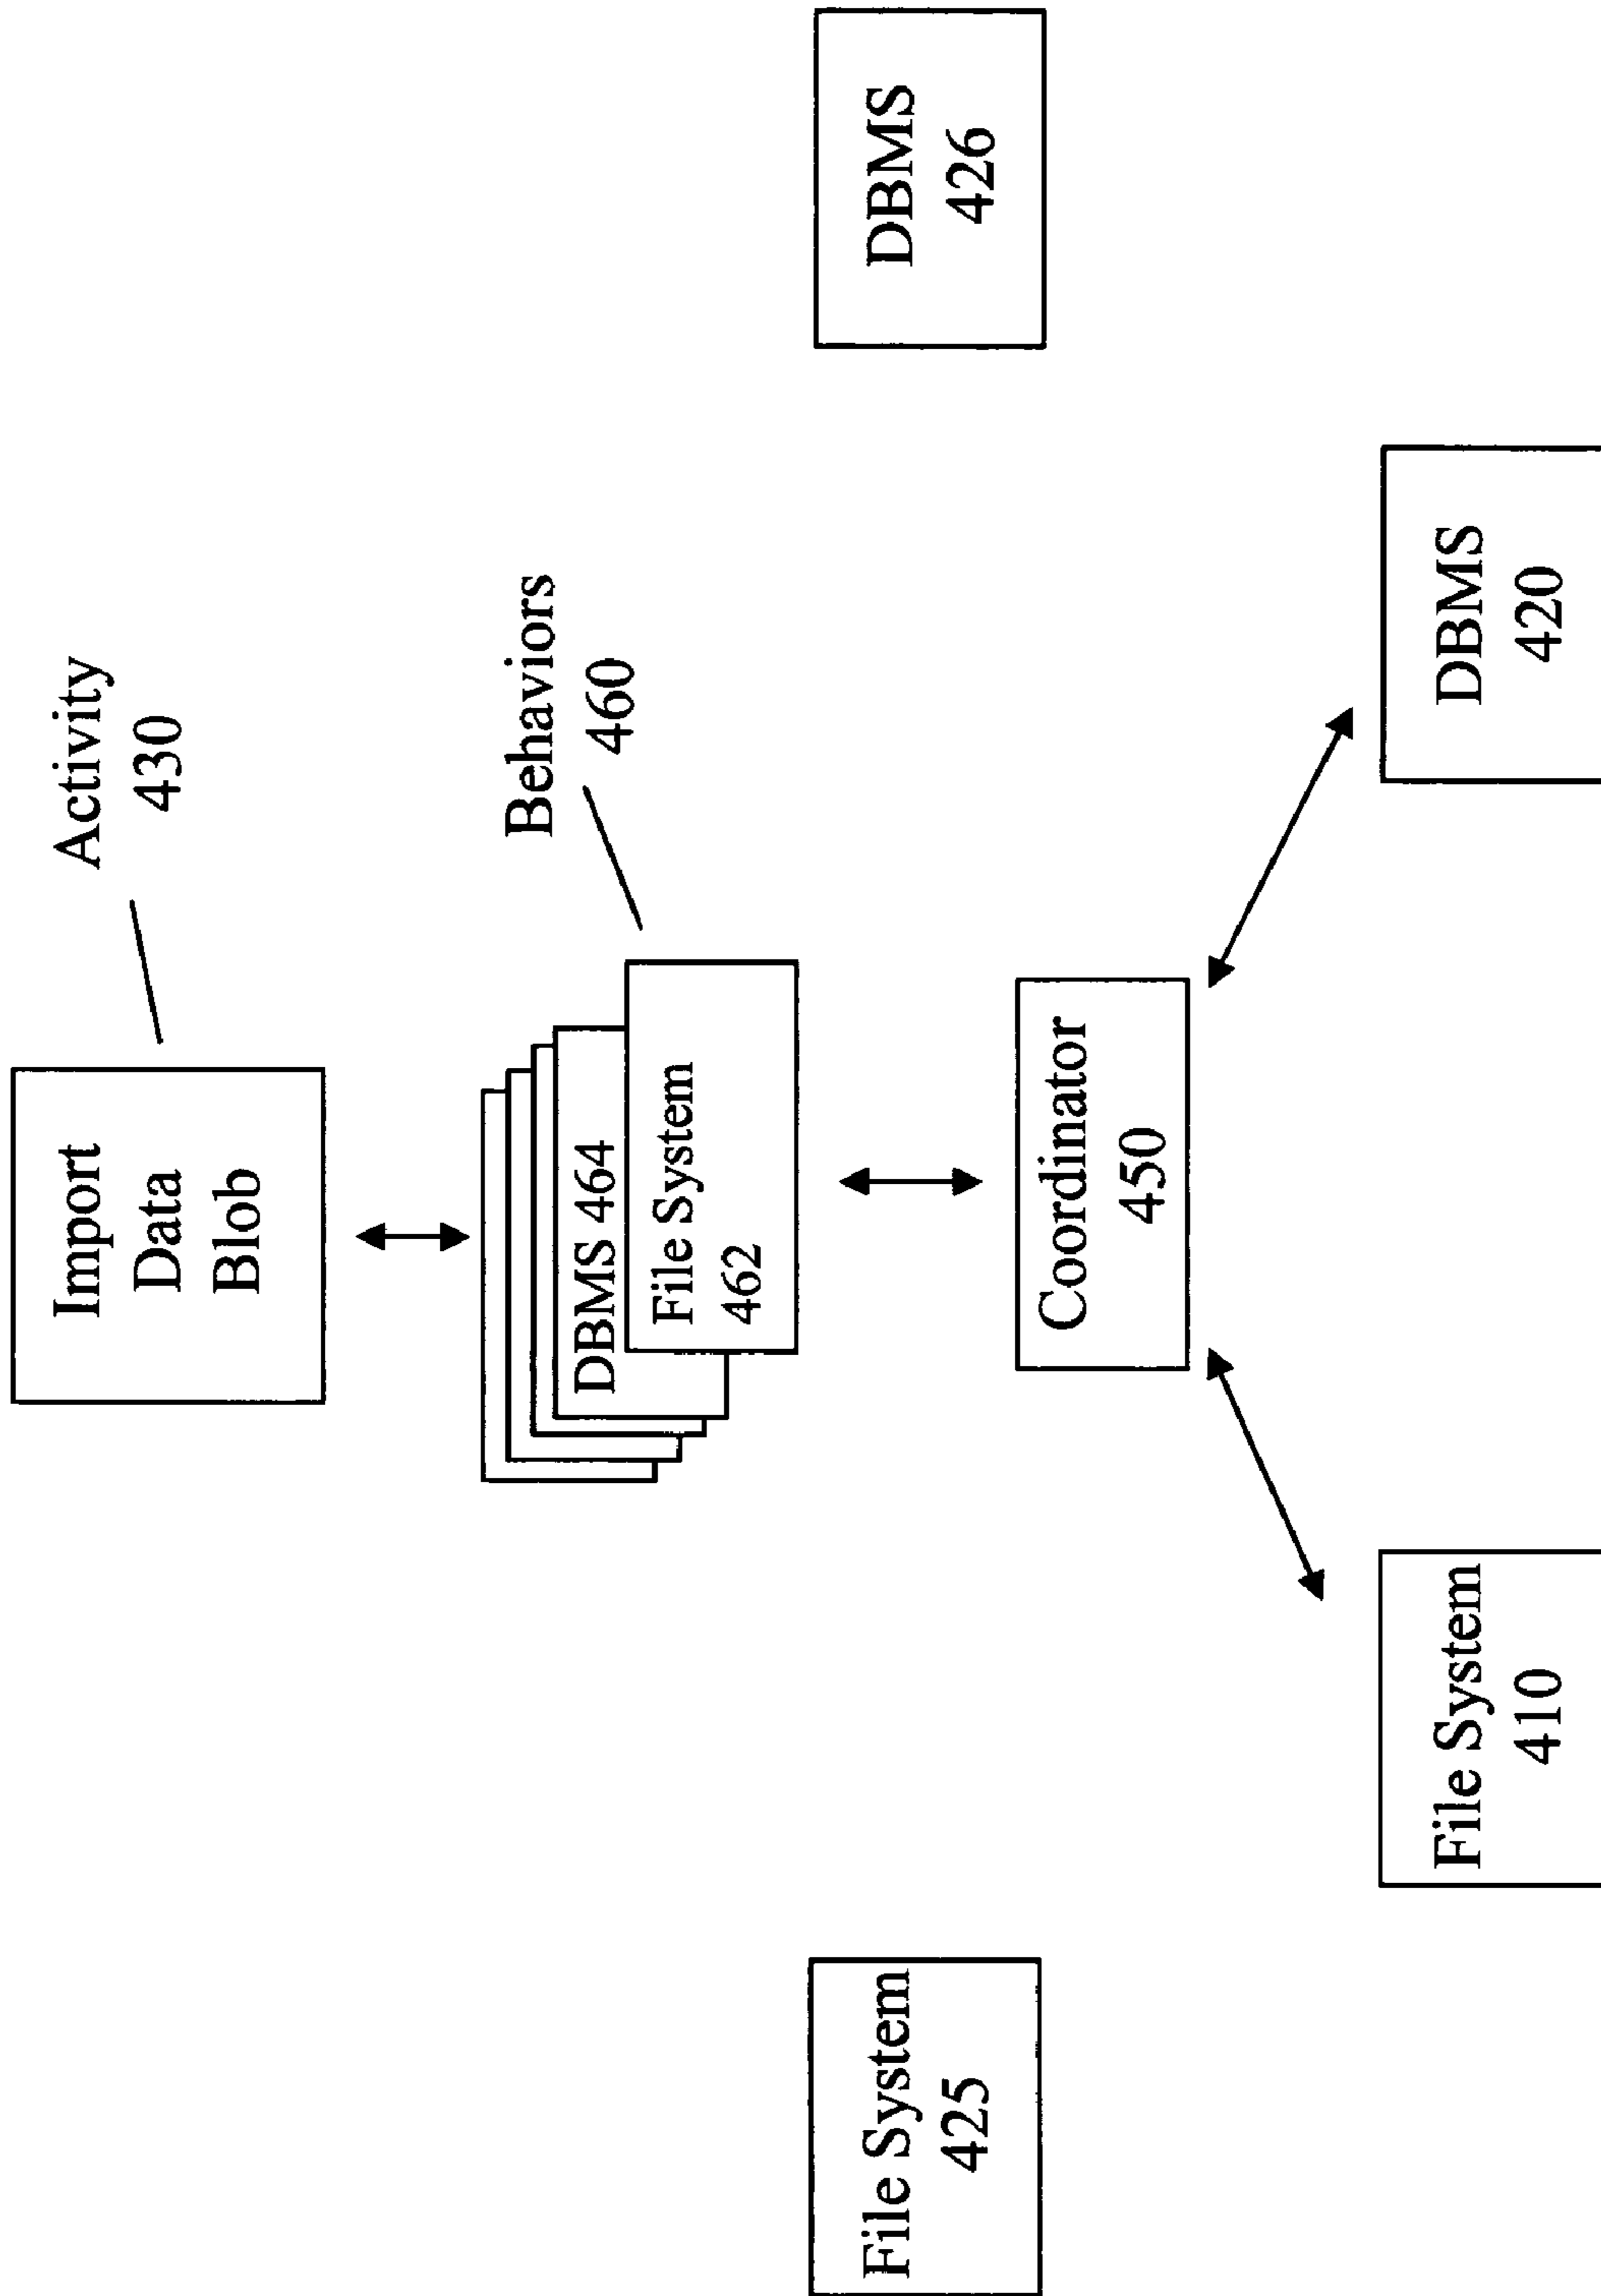 Import
Data
Blob
Activity
430
DBMS 464
File System
462
Behaviors
460
File System
425
Coordinator
450
DBMS
426
File System
410
DBMS
420